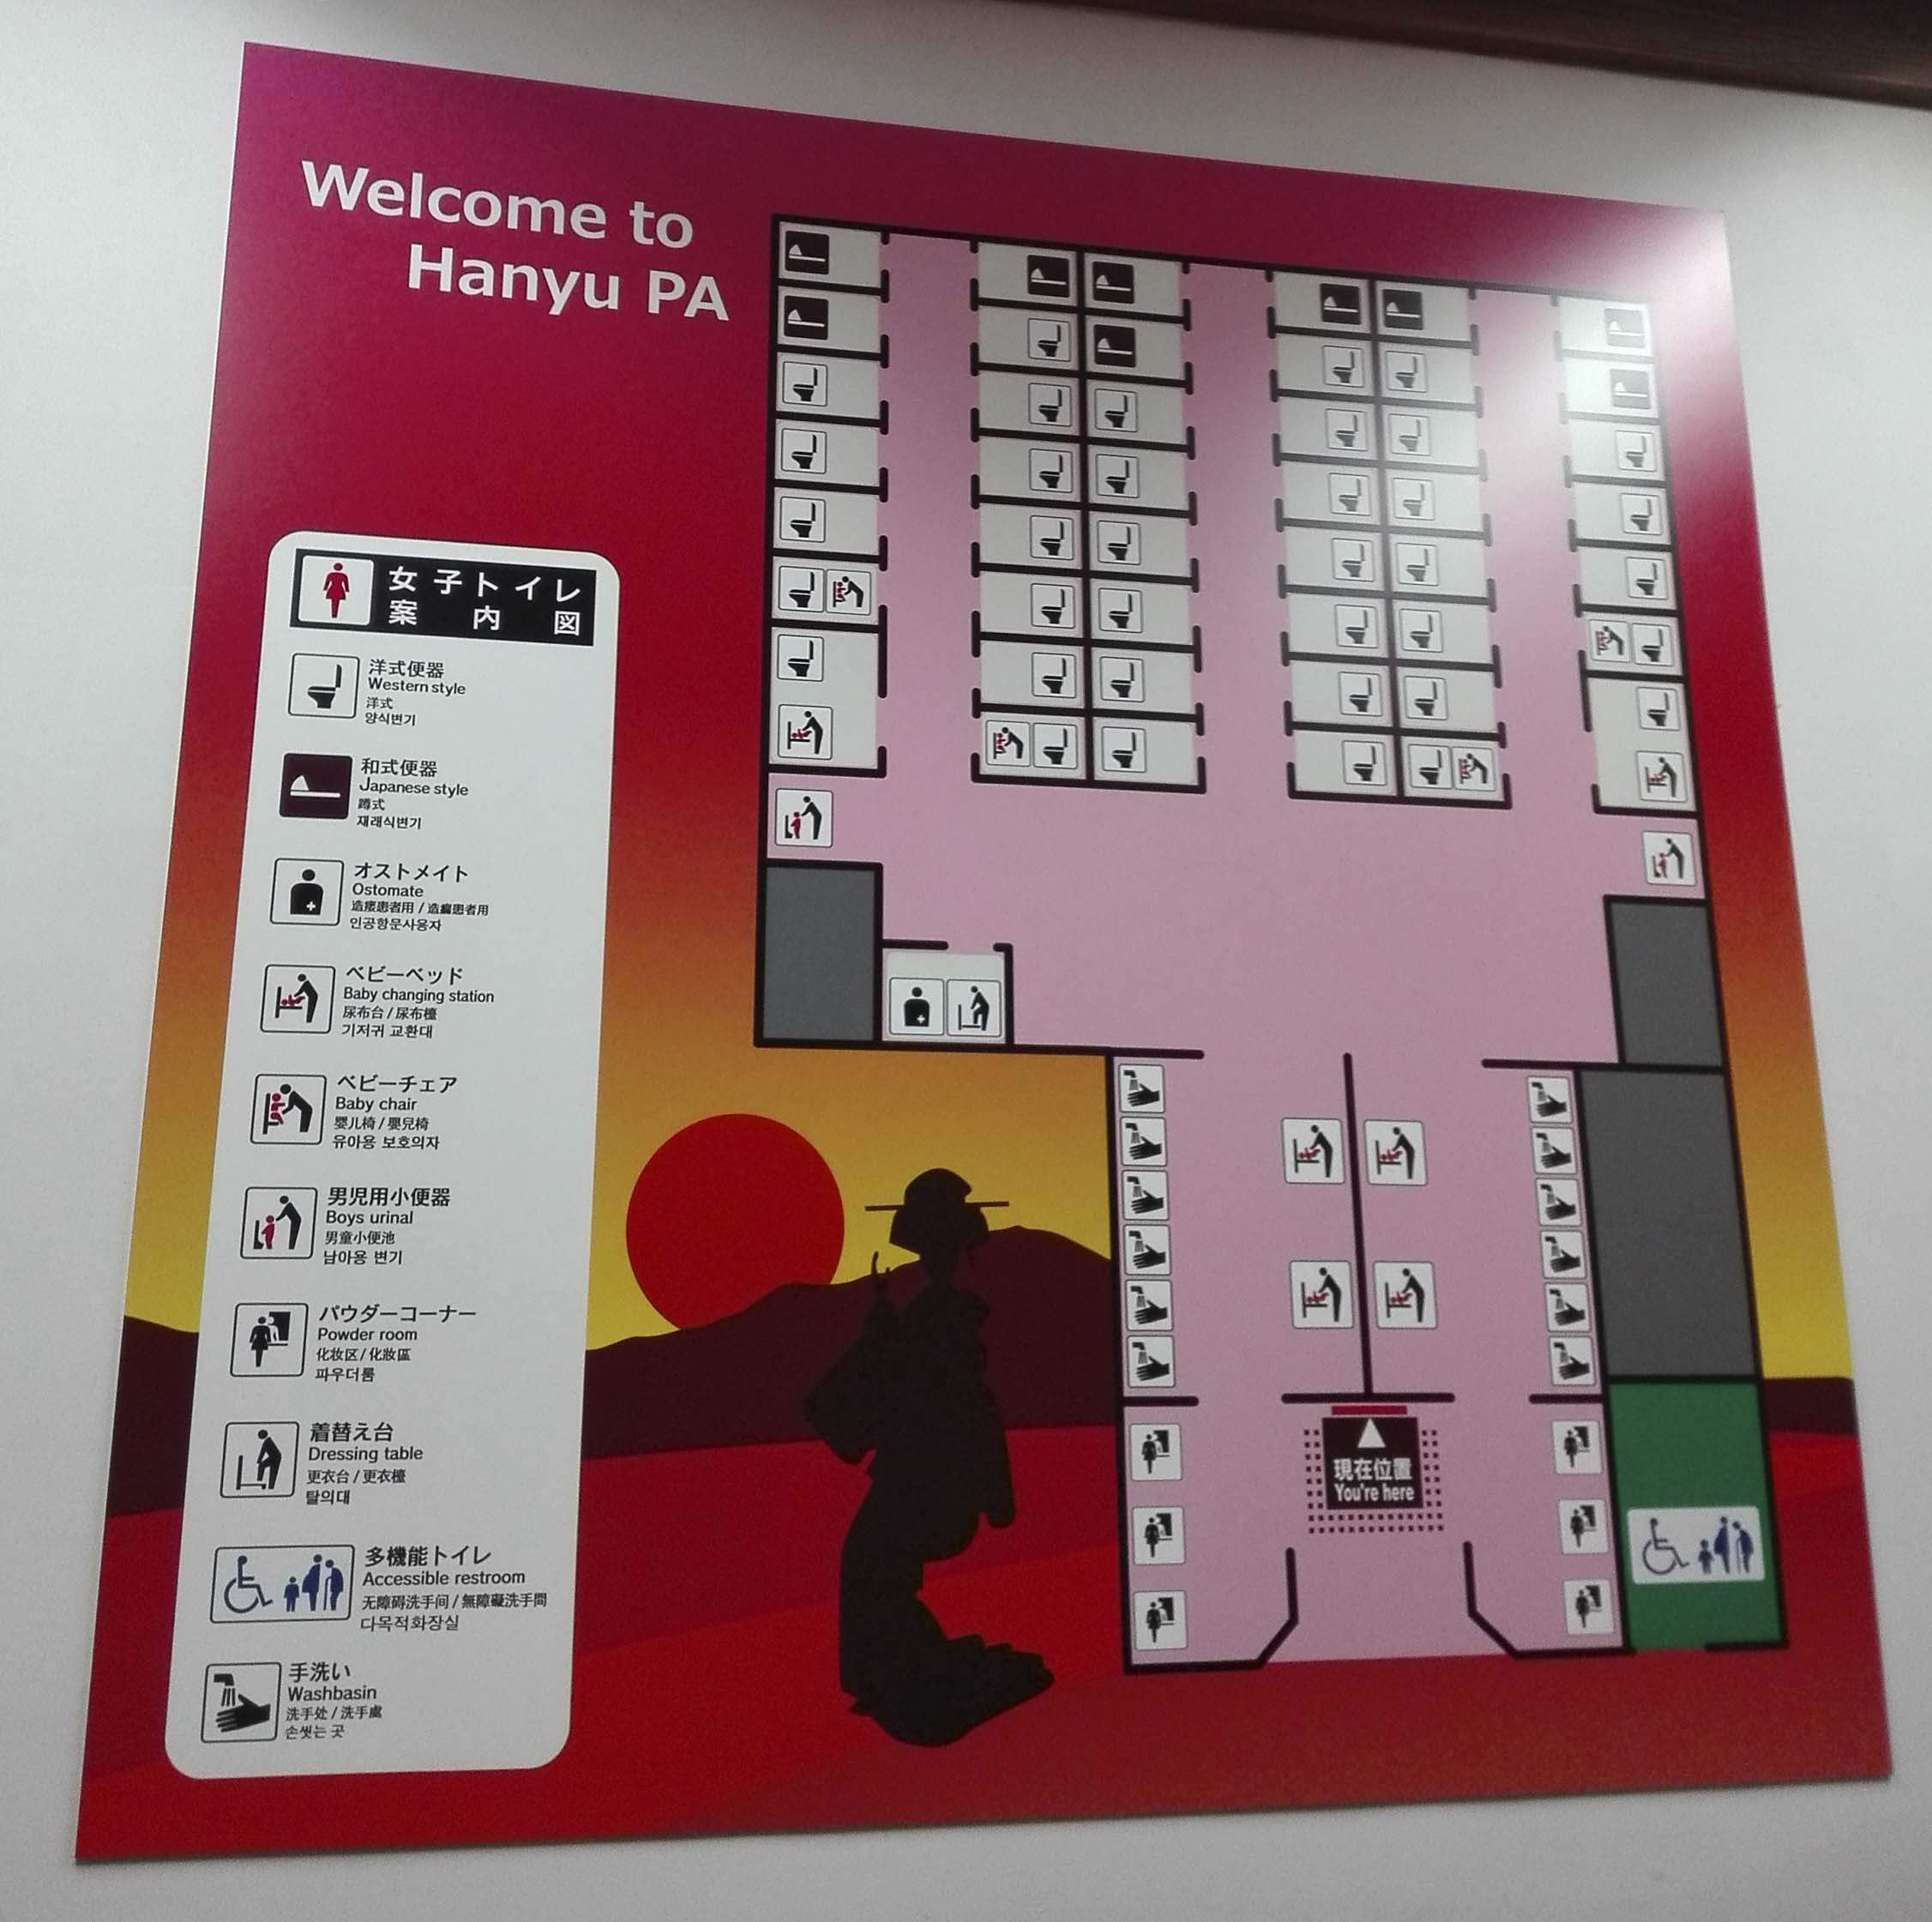 Welcome to
Hanyu PA
女子トイレ
案内図
洋式便器
Western style
洋式
양식변기
和式便器
Japanese style
蹲式
재래식변기
オストメイト
Ostomate
造瘘患者用 / 造瘻患者用
인공항문사용자
ベビーベッド
Baby changing station
尿布台 / 尿布檯
기저귀 교환대
ベビーチェア
Baby chair
婴儿椅 / 嬰兒椅
유아용 보호의자
男児用小便器
Boys urinal
男童小便池
남아용 변기
パウダーコーナー
Powder room
化妆区 / 化妝區
파우더룸
着替え台
Dressing table
更衣台 / 更衣檯
탈의대
多機能トイレ
Accessible restroom
无障碍洗手间 / 無障礙洗手間
다목적화장실
手洗い
Washbasin
洗手处 / 洗手處
손씻는 곳
現在位置
You're here